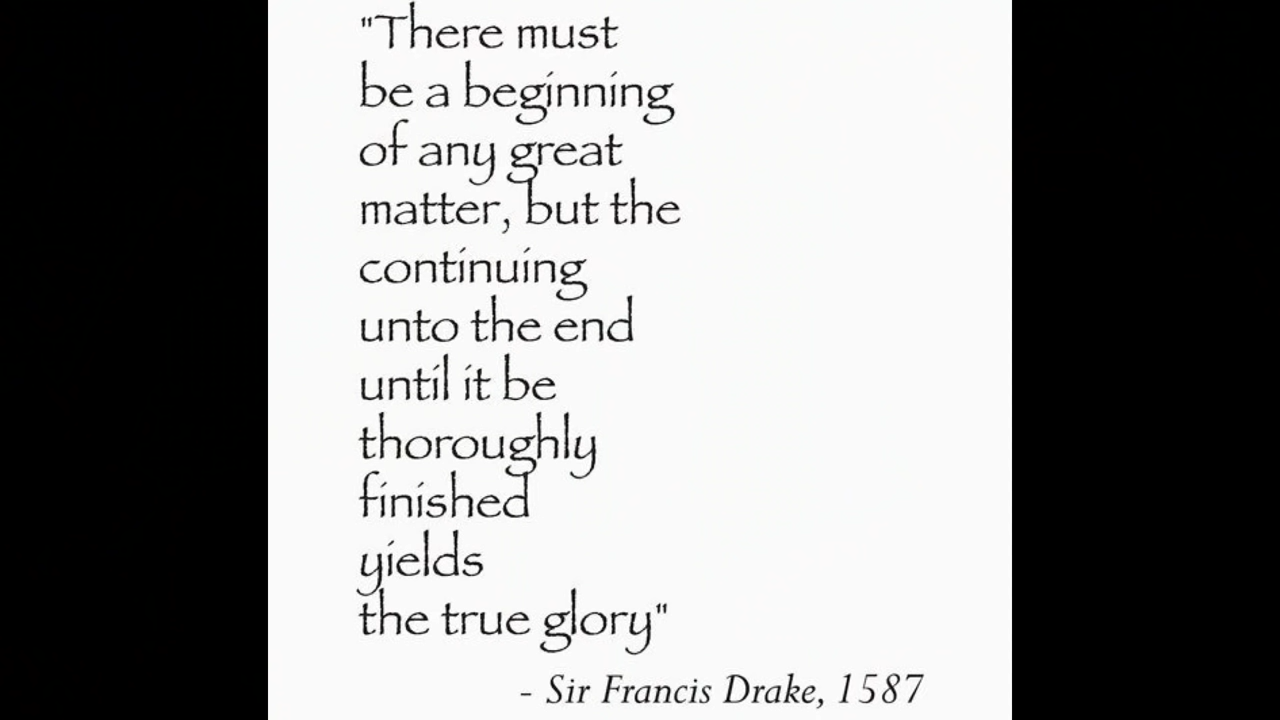 "There must
be a beginning
of any great
matter, but the
continuing
unto the end
until it be
thoroughly
finished
yields
the true glory"
- Sir Francis Drake, 1587